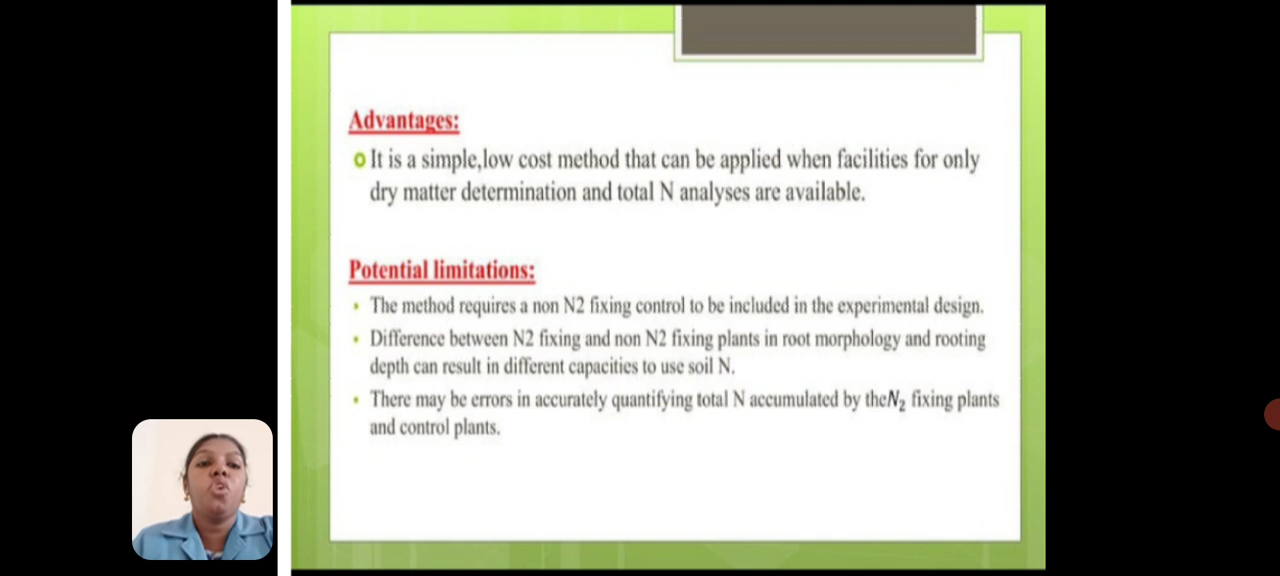 Advantages:
It is a simple,low cost method that can be applied when facilities for only
dry matter determination and total N analyses are available.
Potential limitations:
The method requires a non N2 fixing control to be included in the experimental design.
Difference between N2 fixing and non N2 fixing plants in root morphology and rooting
depth can result in different capacities to use soil N.
There may be errors in accurately quantifying total N accumulated by theN₂ fixing plants
and control plants.